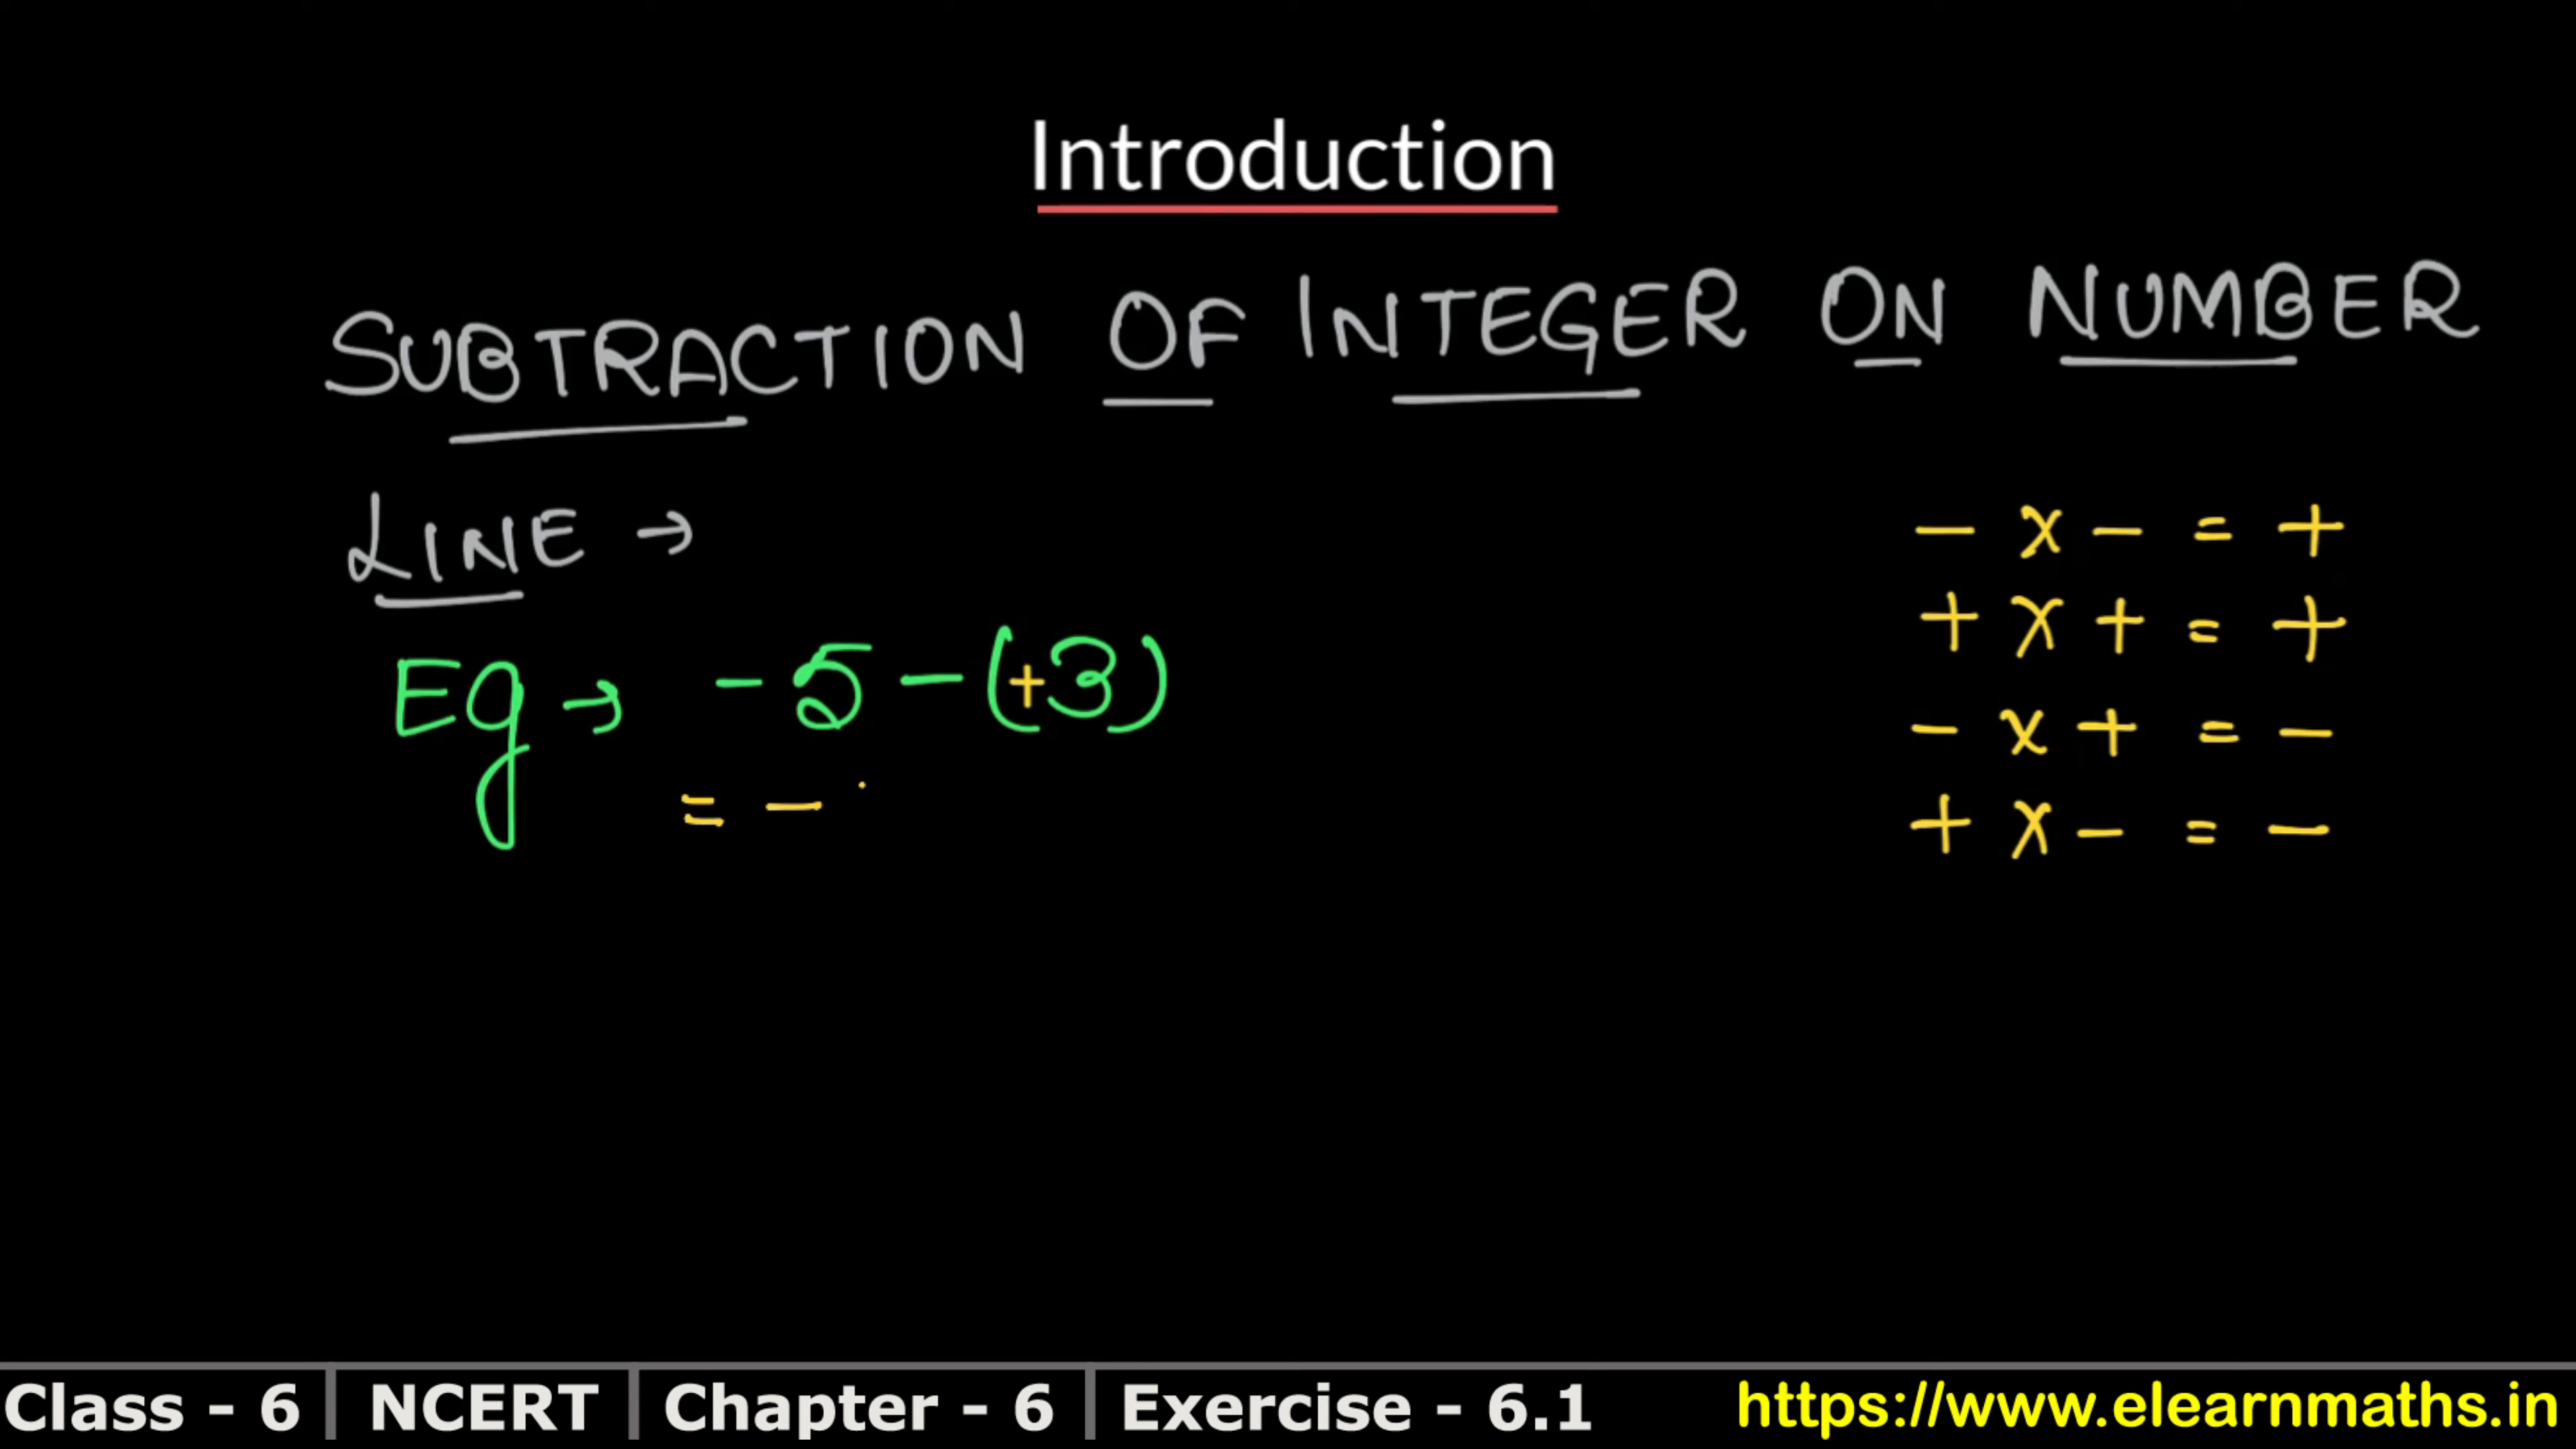 Introduction
SUBTRACTION OF INTEGER ON NUMBER
LINE →
- x - = +
+ x + = +
Eg → - 5 - (+3)
- x + = -
= -
+ x - = -
Class - 6 | NCERT | Chapter - 6 | Exercise - 6.1 https://www.elearnmaths.in